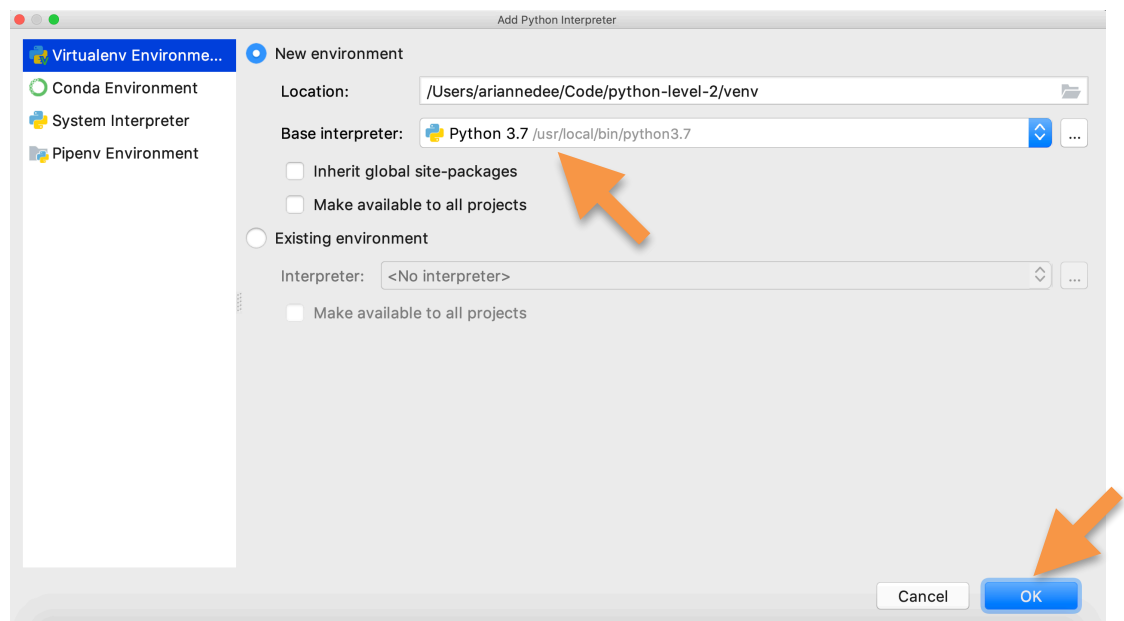 Add Python Interpreter
Virtualenv Environme...
Conda Environment
System Interpreter
Pipenv Environment
New environment
Location: /Users/ariannedee/Code/python-level-2/venv
Base interpreter: Python 3.7 /usr/local/bin/python3.7 ...
Inherit global site-packages
Make available to all projects
Existing environment
Interpreter: <No interpreter> ...
Make available to all projects
Cancel OK